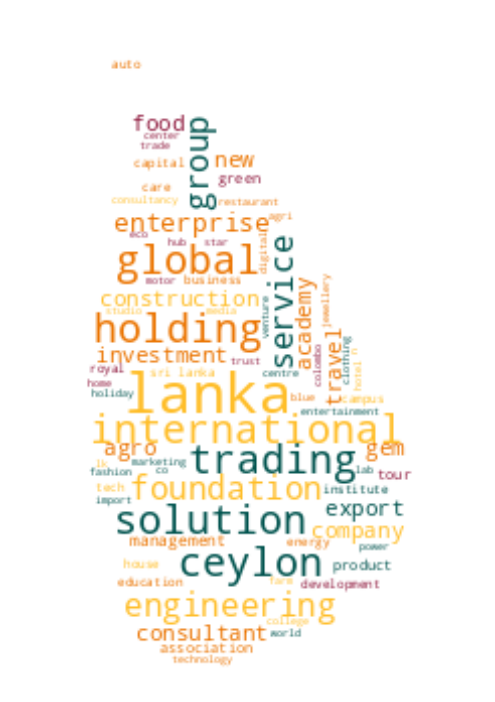 auto
food
center
trade
group
capital
new
care
green
consultancy
restaurant
enterprise
agri
eco
hub
star
digital
service
global
motor
business
construction
studio
media
venture
academy
jewellery
holding
investment
trust
colombo
travel
clothing
hotel
n
royal
sri lanka
centre
home
holiday
lanka
blue
campus
entertainment
international
agro
gem
trading
lk
marketing
co
fashion
lab
tour
tech
foundation
institute
import
export
solution
company
management
energy
power
ceylon
house
product
education
farm
development
engineering
college
consultant
world
association
technology